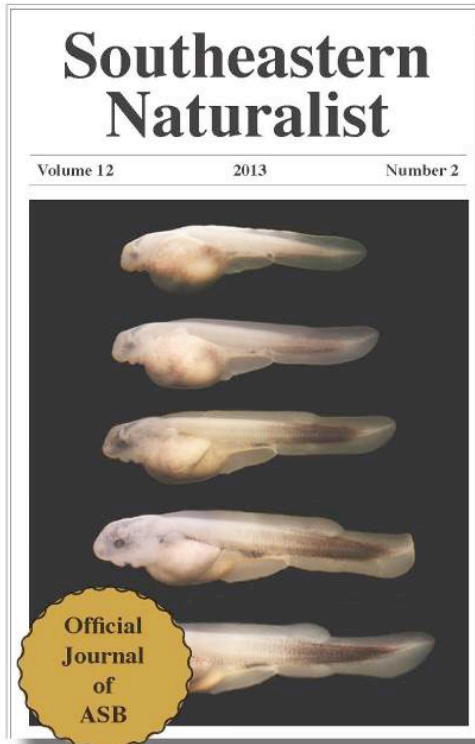 Southeastern
Naturalist
Volume 12 2013 Number 2
Official
Journal
of
ASB